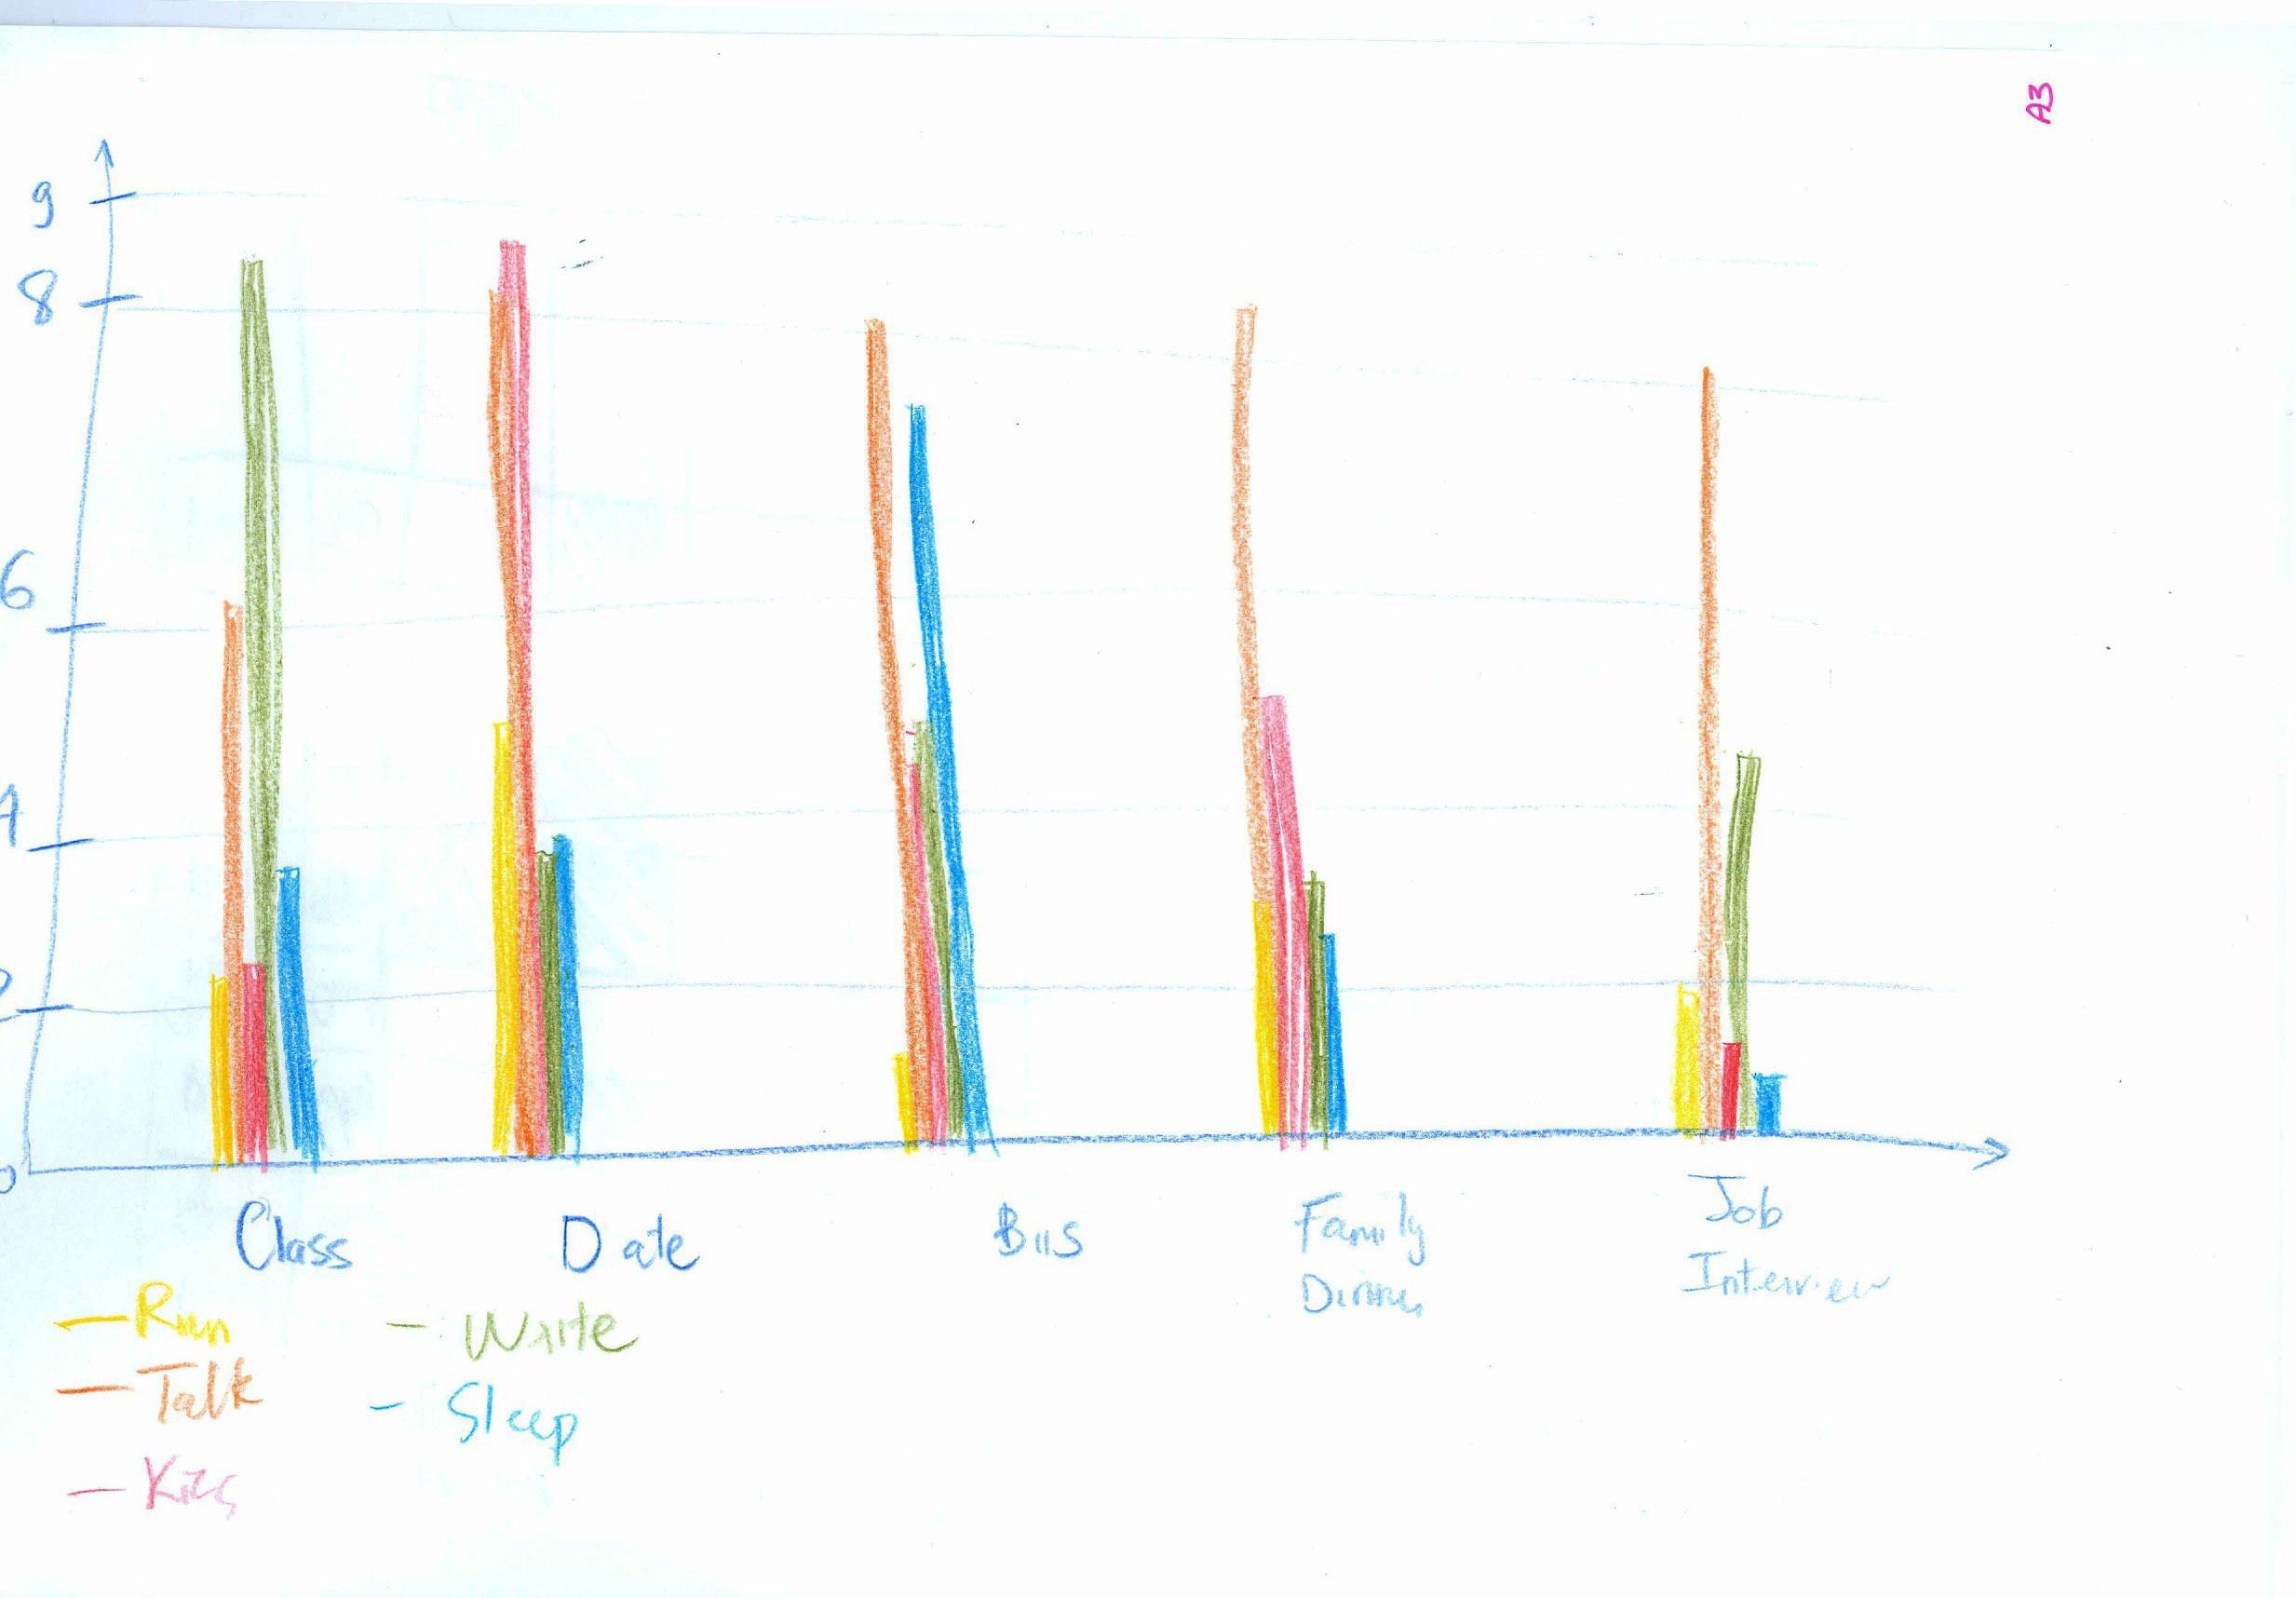 A3
9
8
6
4
2
0
Class Date BUS Family Job
Dinner Interview
Run Write
Talk Sleep
Kiss